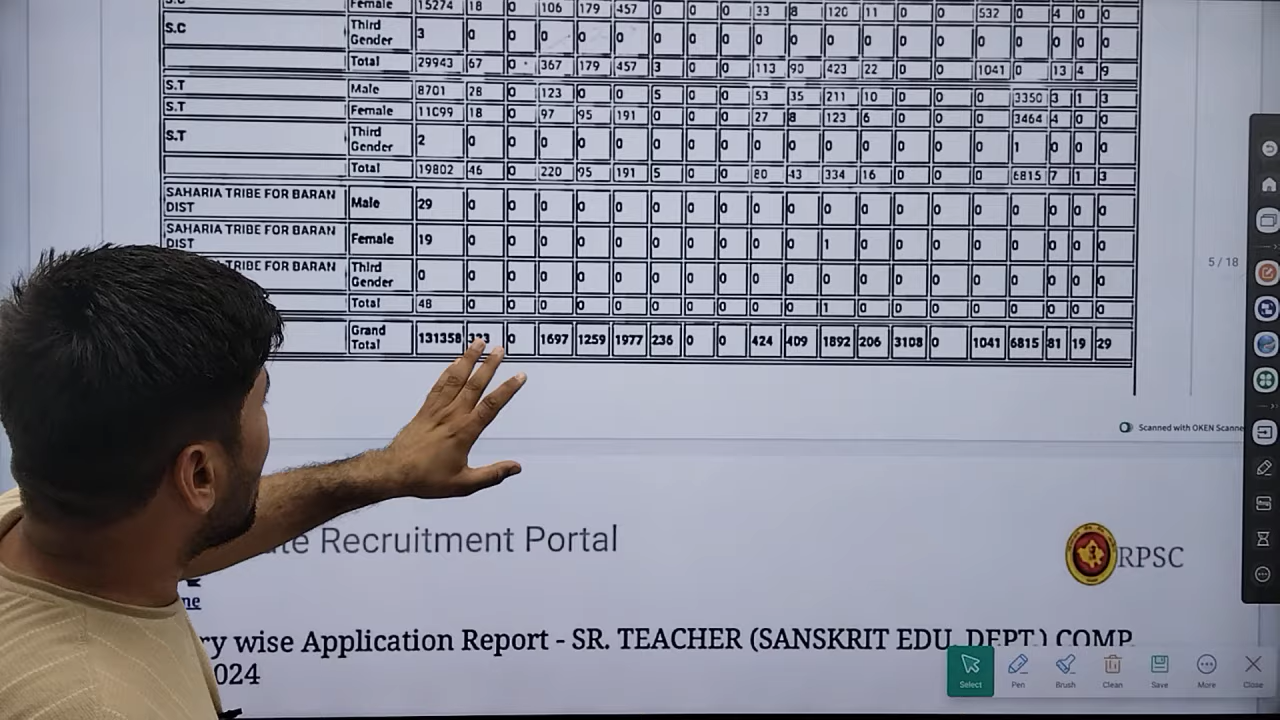 Female 15274 18 0 106 179 457 0 0 0 33 8 120 11 0 0 532 0 4 0 0
S.C Third Gender 3 0 0 0 0 0 0 0 0 0 0 0 0 0 0 0 0 0 0 0
Total 29943 67 0 367 179 457 3 0 0 113 90 423 22 0 0 1041 0 13 4 9
S.T Male 8701 28 0 123 0 0 5 0 0 53 35 211 10 0 0 0 3350 3 1 3
S.T Female 11099 18 0 97 95 191 0 0 0 27 8 123 6 0 0 0 3464 4 0 0
S.T Third Gender 2 0 0 0 0 0 0 0 0 0 0 0 0 0 0 0 1 0 0 0
Total 19802 46 0 220 95 191 5 0 0 80 43 334 16 0 0 0 6815 7 1 3
SAHARIA TRIBE FOR BARAN DIST Male 29 0 0 0 0 0 0 0 0 0 0 0 0 0 0 0 0 0 0 0
SAHARIA TRIBE FOR BARAN DIST Female 19 0 0 0 0 0 0 0 0 0 0 1 0 0 0 0 0 0 0 0
TRIBE FOR BARAN Third Gender 0 0 0 0 0 0 0 0 0 0 0 0 0 0 0 0 0 0 0 0
Total 48 0 0 0 0 0 0 0 0 0 0 1 0 0 0 0 0 0 0 0
Grand Total 131358 0 1697 1259 1977 236 0 0 424 409 1892 206 3108 0 1041 6815 81 19 29
5 / 18
Scanned with OKEN Scanne
Recruitment Portal
RPSC
wise Application Report - SR. TEACHER (SANSKRIT EDU. DEPT.) COMP.
024
Select Pen Brush Clean Save More Close